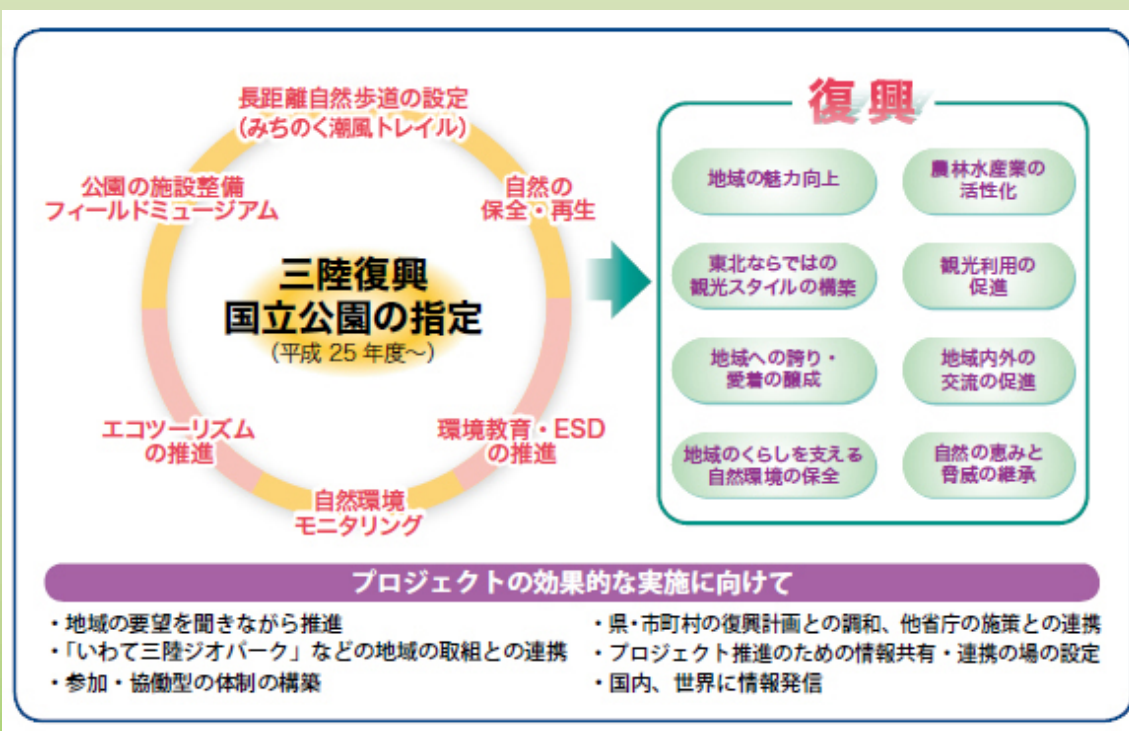 長距離自然歩道の設定
（みちのく潮風トレイル）
公園の施設整備
フィールドミュージアム
自然の
保全・再生
三陸復興
国立公園の指定
（平成 25 年度～）
エコツーリズム
の推進
環境教育・ESD
の推進
自然環境
モニタリング
復興
地域の魅力向上
農林水産業の
活性化
東北ならではの
観光スタイルの構築
観光利用の
促進
地域への誇り・
愛着の醸成
地域内外の
交流の促進
地域のくらしを支える
自然環境の保全
自然の恵みと
脅威の継承
プロジェクトの効果的な実施に向けて
・地域の要望を聞きながら推進
・「いわて三陸ジオパーク」などの地域の取組との連携
・参加・協働型の体制の構築
・県・市町村の復興計画との調和、他省庁の施策との連携
・プロジェクト推進のための情報共有・連携の場の設定
・国内、世界に情報発信